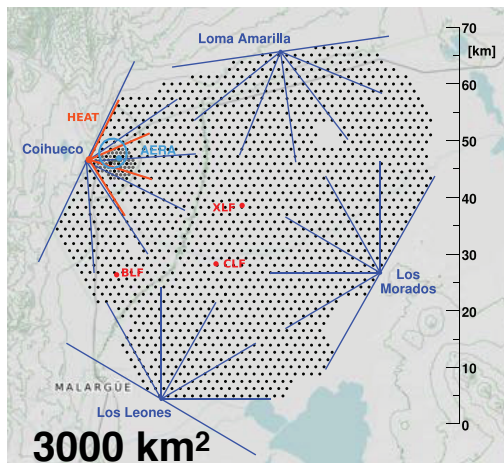 70
Loma Amarilla
[km]
60
HEAT
50
Coihueco
AERA
40
XLF
30
CLF
BLF
Los
Morados
20
10
MALARGÜE
Los Leones
0
3000 km²